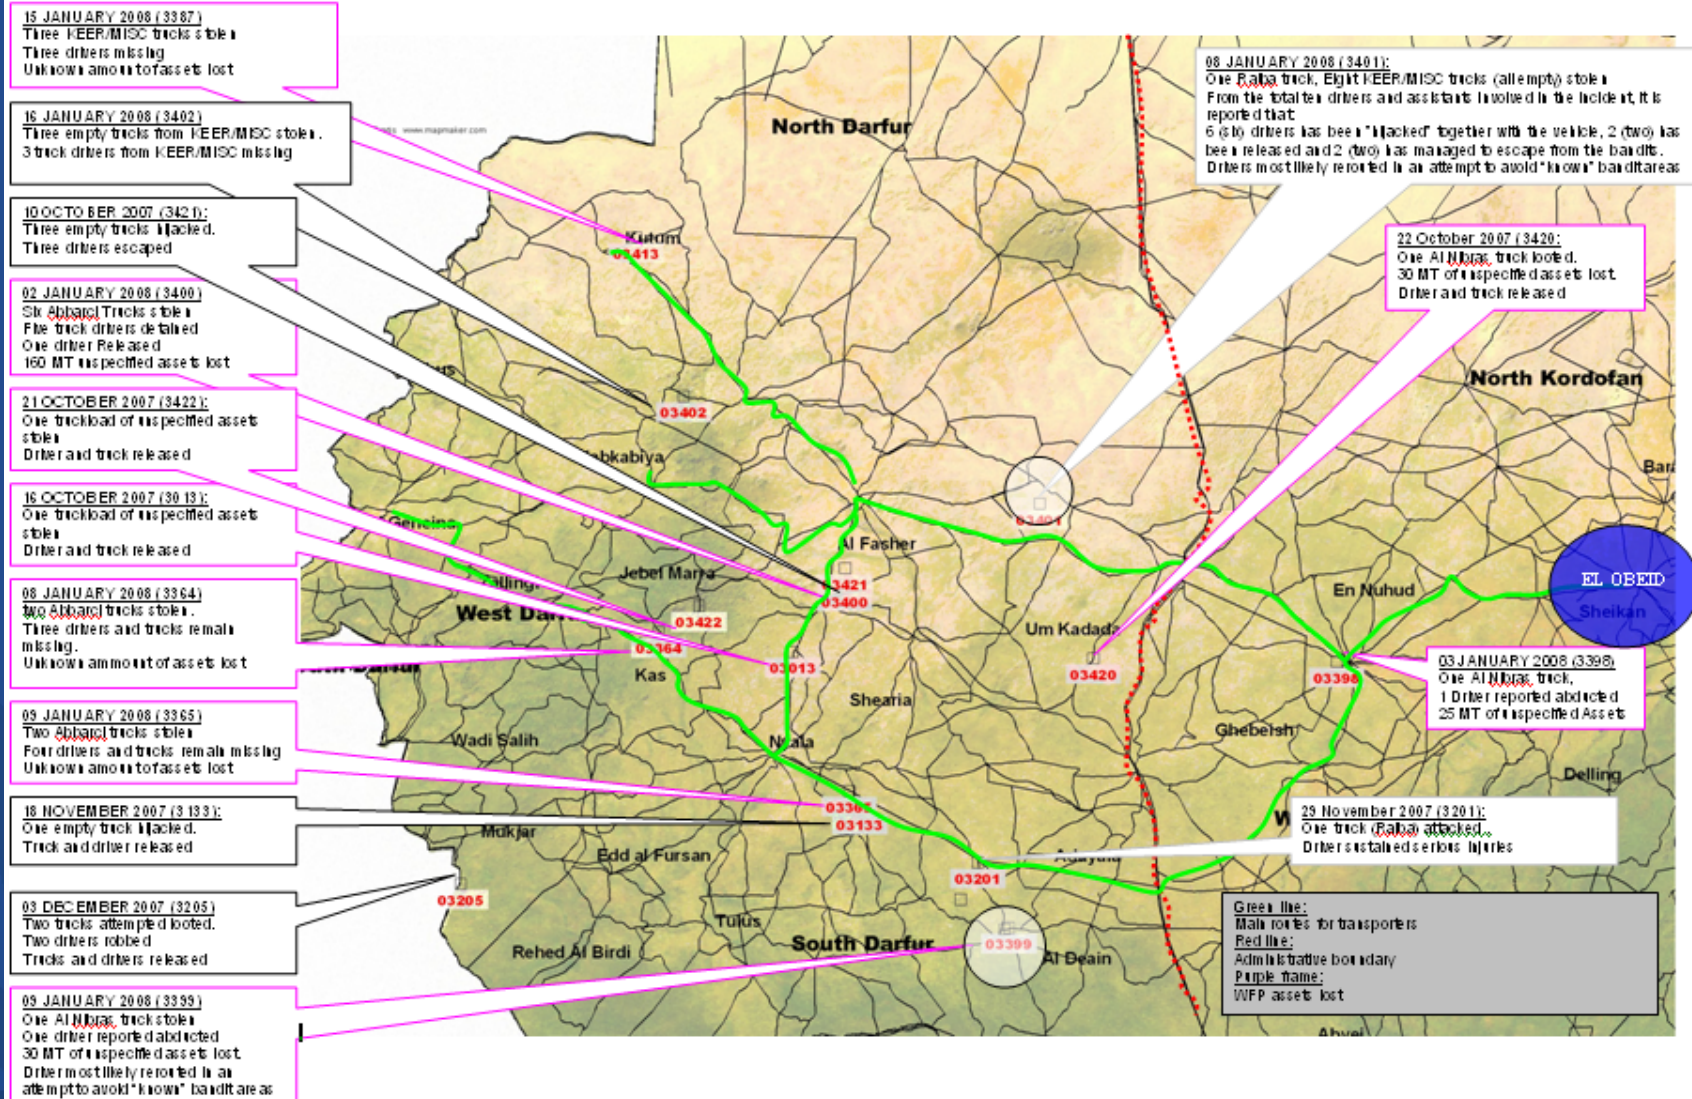 15 JANUARY 2008 (3387)
Three KEER/MISC trucks stolen
Three drivers missing
Unknown amount of assets lost
16 JANUARY 2008 (3402)
Three empty trucks from KEER/MISC stolen.
3 truck drivers from KEER/MISC missing
10 OCTOBER 2007 (3421):
Three empty trucks hijacked.
Three drivers escaped
02 JANUARY 2008 (3400)
Six Abbarci Trucks stolen
Five truck drivers detained
One driver Released
160 MT unspecified assets lost
21 OCTOBER 2007 (3422):
One truckload of unspecified assets
stolen
Driver and truck released
16 OCTOBER 2007 (3013):
One truckload of unspecified assets
stolen
Driver and truck released
08 JANUARY 2008 (3364)
two Abbarci trucks stolen.
Three drivers and trucks remain
missing.
Unknown ammount of assets lost
09 JANUARY 2008 (3365)
Two Abbarci trucks stolen
Four drivers and trucks remain missing
Unknown amount of assets lost
18 NOVEMBER 2007 (3133):
One empty truck hijacked.
Truck and driver released
03 DECEMBER 2007 (3205)
Two trucks attempted looted.
Two drivers robbed
Trucks and drivers released
09 JANUARY 2008 (3399)
One Al Nibras truck stolen
One driver reported abducted
30 MT of unspecified assets lost.
Driver most likely rerouted in an
attempt to avoid "known" bandit areas
08 JANUARY 2008 (3401):
One Raiba truck, Eight KEER/MISC trucks (all empty) stolen
From the total ten drivers and assistants involved in the incident, it is
reported that:
6 (six) drivers has been "hijacked" together with the vehicle, 2 (two) has
been released and 2 (two) has managed to escape from the bandits.
Drivers most likely rerouted in an attempt to avoid "known" bandit areas
22 October 2007 (3420:
One Al Nibras truck looted.
30 MT of unspecified assets lost.
Driver and truck released
03 JANUARY 2008 (3398)
One Al Nibras truck,
1 Driver reported abducted
25 MT of unspecified Assets
29 November 2007 (3201):
One truck (Raiba) attacked.
Driver sustained serious injuries
Green line:
Main routes for transporters
Red line:
Administrative boundary
Purple frame:
WFP assets lost
www.mapmaker.com
North Darfur
Kutum
03413
North Kordofan
03402
abkabiya
Bara
03401
Geneina
Al Fasher
Jebel Marra
3421
03400
En Nuhud
EL OBEID
Sheikan
West Dar
03422
Um Kadada
03364
03013
03420
03398
Kas
Shearia
Ghebeish
Wadi Salih
Nyala
Delling
03365
03133
Mukjar
Edd al Fursan
Adayala
03201
03205
Tulus
Rehed Al Birdi
South Darfur
03399
Al Deain
Abyei